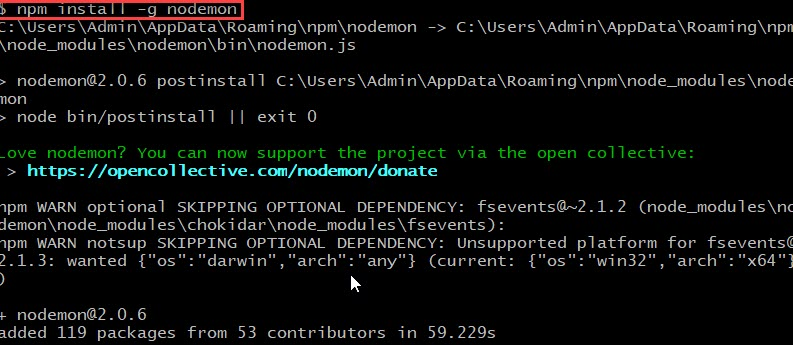 $ npm install -g nodemon
C:\Users\Admin\AppData\Roaming\npm\nodemon -> C:\Users\Admin\AppData\Roaming\npm
\node_modules\nodemon\bin\nodemon.js
> nodemon@2.0.6 postinstall C:\Users\Admin\AppData\Roaming\npm\node_modules\node
mon
> node bin/postinstall || exit 0
Love nodemon? You can now support the project via the open collective:
> https://opencollective.com/nodemon/donate
npm WARN optional SKIPPING OPTIONAL DEPENDENCY: fsevents@~2.1.2 (node_modules\no
demon\node_modules\chokidar\node_modules\fsevents):
npm WARN notsup SKIPPING OPTIONAL DEPENDENCY: Unsupported platform for fsevents@
2.1.3: wanted {"os":"darwin","arch":"any"} (current: {"os":"win32","arch":"x64"}
)
+ nodemon@2.0.6
added 119 packages from 53 contributors in 59.229s